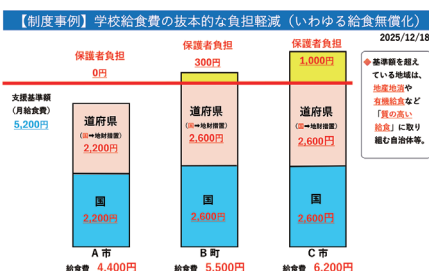 【制度事例】学校給食費の抜本的な負担軽減（いわゆる給食無償化）
2025/12/18
保護者負担
0円
保護者負担
300円
保護者負担
1,000円
支援基準額
（月給食費）
5,200円
道府県
（国➡地財措置）
2,200円
道府県
（国➡地財措置）
2,600円
道府県
（国➡地財措置）
2,600円
国
2,200円
国
2,600円
国
2,600円
A市
B町
C市
給食費 4,400円
給食費 5,500円
給食費 6,200円
◆基準額を超え
ている地域は、
地産地消や
有機給食など
「質の高い
給食」に取り
組む自治体等。